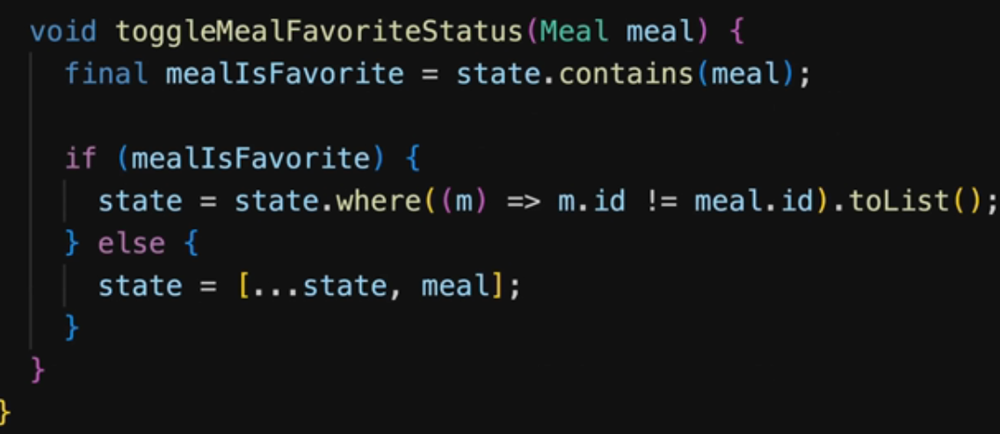 void toggleMealFavoriteStatus(Meal meal) {
final mealIsFavorite = state.contains(meal);
if (mealIsFavorite) {
state = state.where((m) => m.id != meal.id).toList();
} else {
state = [...state, meal];
}
}
}